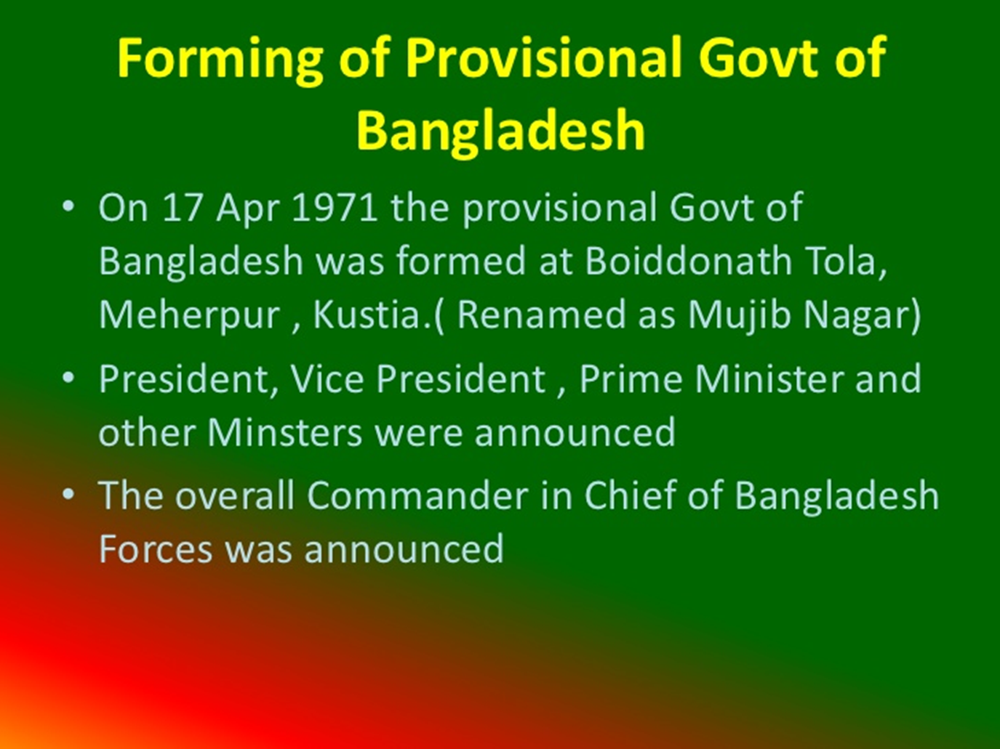 Forming of Provisional Govt of
Bangladesh
• On 17 Apr 1971 the provisional Govt of
Bangladesh was formed at Boiddonath Tola,
Meherpur , Kustia.( Renamed as Mujib Nagar)
• President, Vice President , Prime Minister and
other Minsters were announced
• The overall Commander in Chief of Bangladesh
Forces was announced